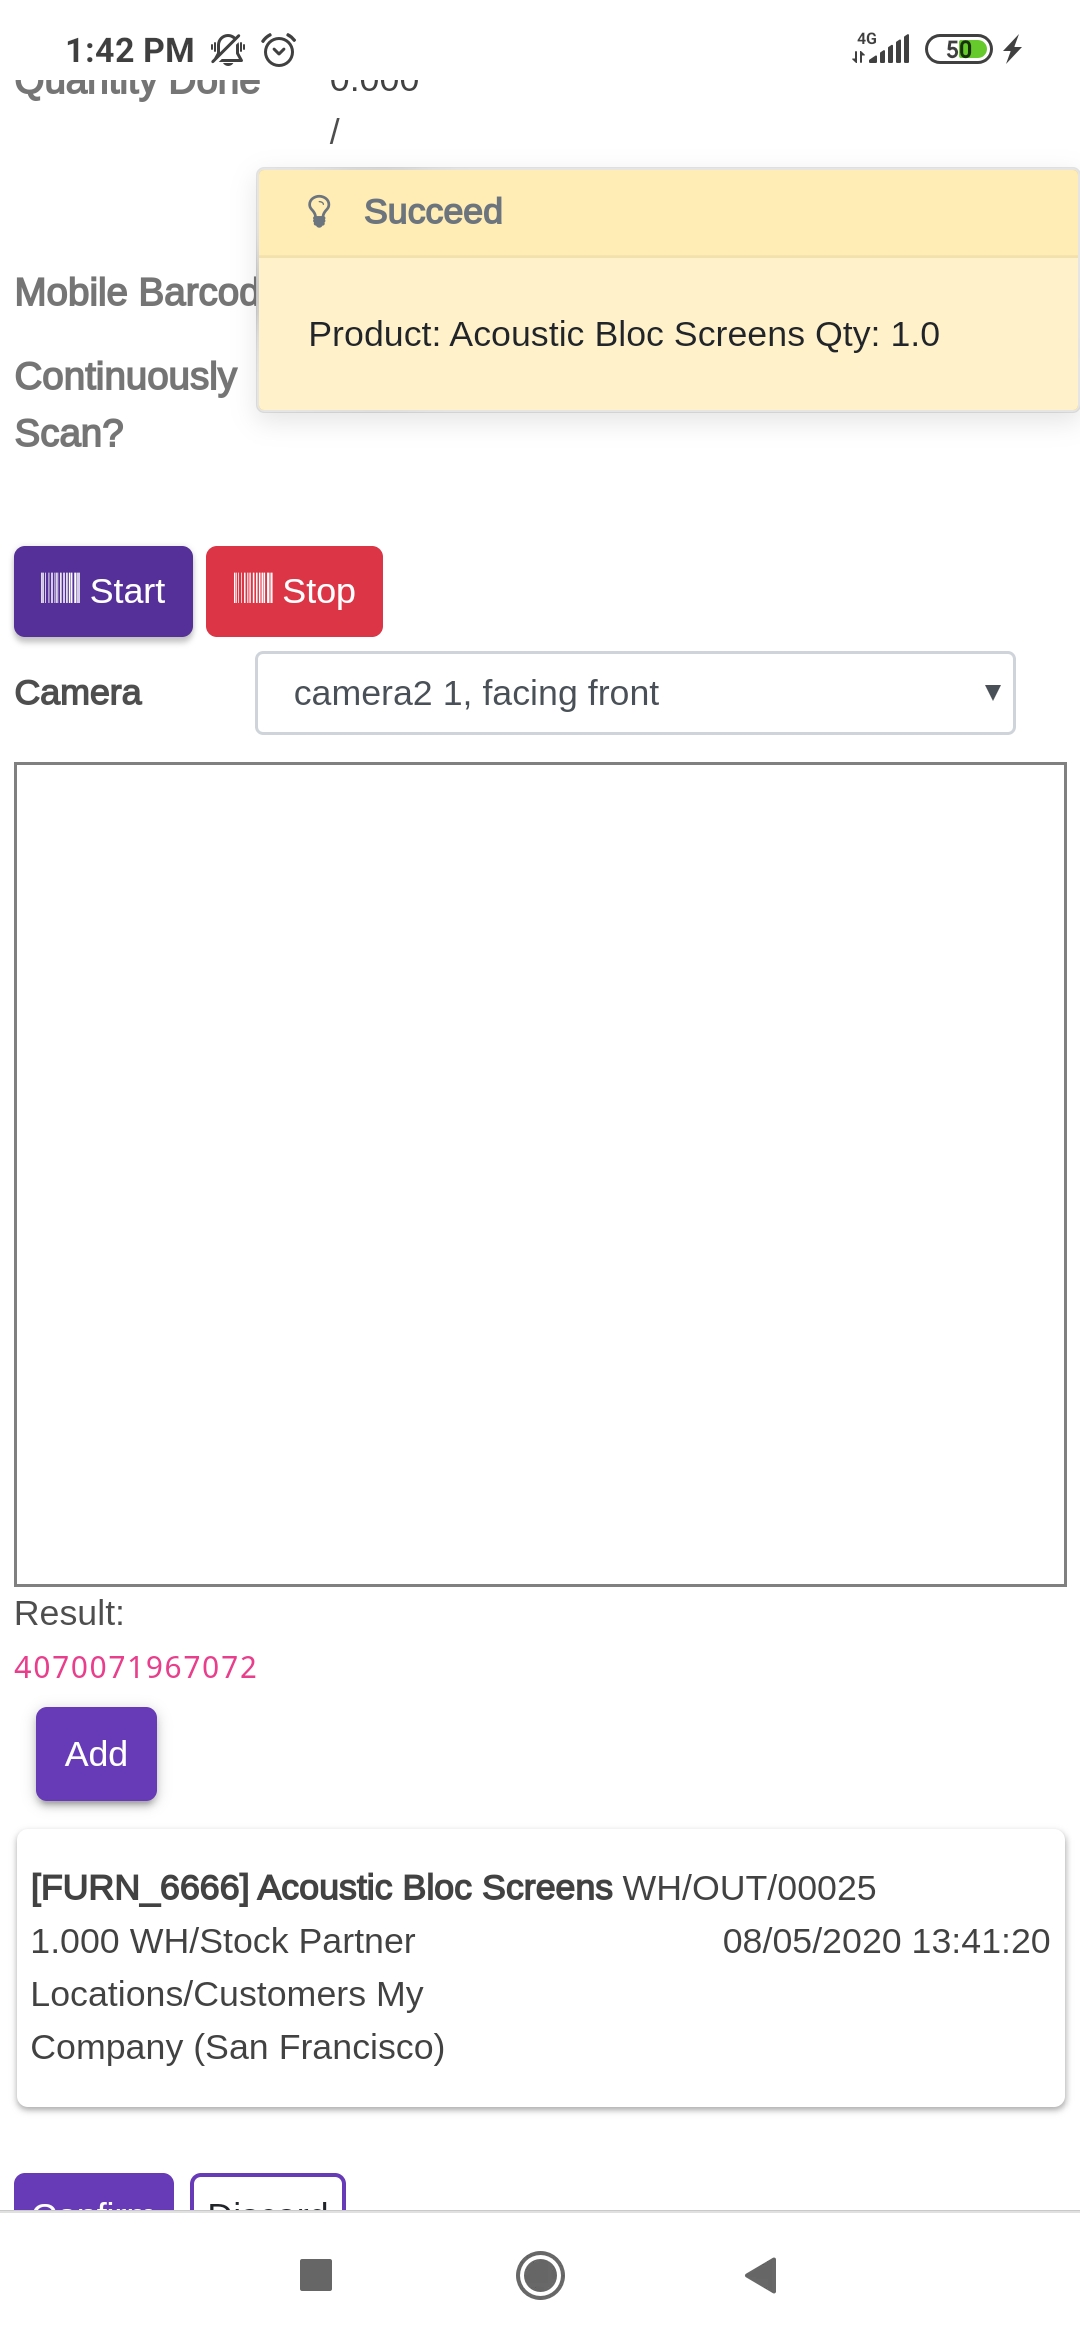 1:42 PM
4G
50
Quantity Done 0.000
/
Succeed
Product: Acoustic Bloc Screens Qty: 1.0
Mobile Barcod
Continuously
Scan?
Start Stop
Camera camera2 1, facing front
Result:
4070071967072
Add
[FURN_6666] Acoustic Bloc Screens WH/OUT/00025
1.000 WH/Stock Partner 08/05/2020 13:41:20
Locations/Customers My
Company (San Francisco)
Confirm Discard